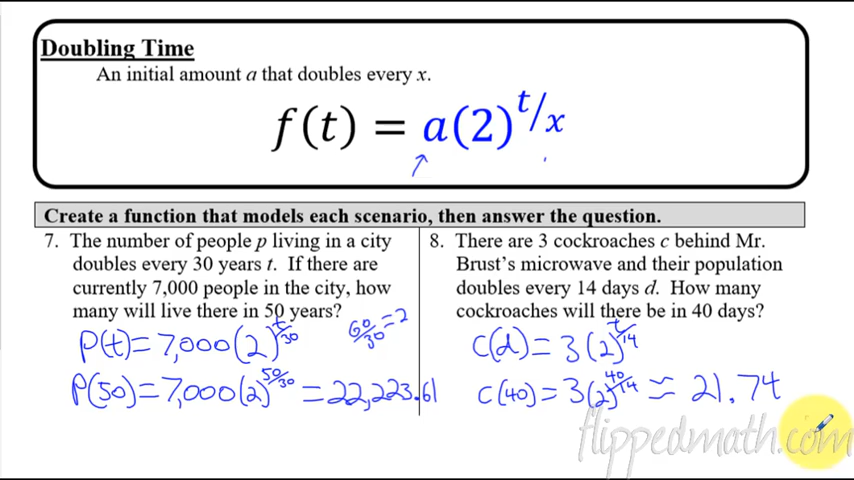 Doubling Time
An initial amount a that doubles every x.
f(t) = a(2)^t/x
Create a function that models each scenario, then answer the question.
7. The number of people p living in a city
doubles every 30 years t. If there are
currently 7,000 people in the city, how
many will live there in 50 years?
60/30 = 2
P(t) = 7,000(2)^t/30
P(50) = 7,000(2)^50/30 = 22,223.61
8. There are 3 cockroaches c behind Mr.
Brust's microwave and their population
doubles every 14 days d. How many
cockroaches will there be in 40 days?
C(d) = 3(2)^t/14
C(40) = 3(2)^40/14 ≈ 21.74
flippedmath.com